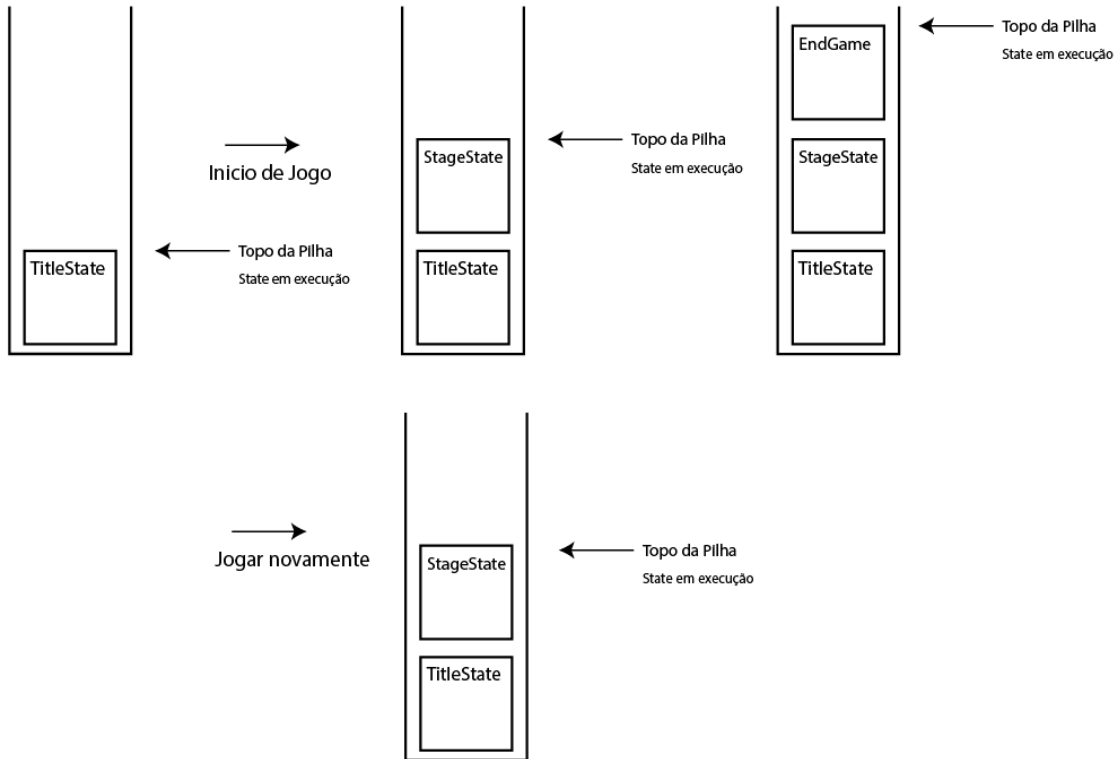 TitleState
Topo da Pilha
State em execução
Inicio de Jogo
StageState
TitleState
Topo da Pilha
State em execução
EndGame
StageState
TitleState
Topo da Pilha
State em execução
Jogar novamente
StageState
TitleState
Topo da Pilha
State em execução